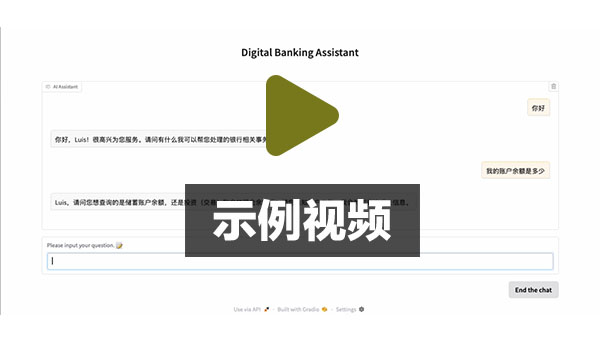 Digital Banking Assistant
AI Assistant
你好
你好，Luis！很高兴为您服务。请问有什么我可以帮您处理的银行相关事务
我的账户余额是多少
Luis，请问您想查询的是储蓄账户余额，还是投资（交易
信息。
示例视频
Please input your question. 📝
End the chat
Use via API 🚀 · Built with Gradio 🧡 · Settings ⚙️